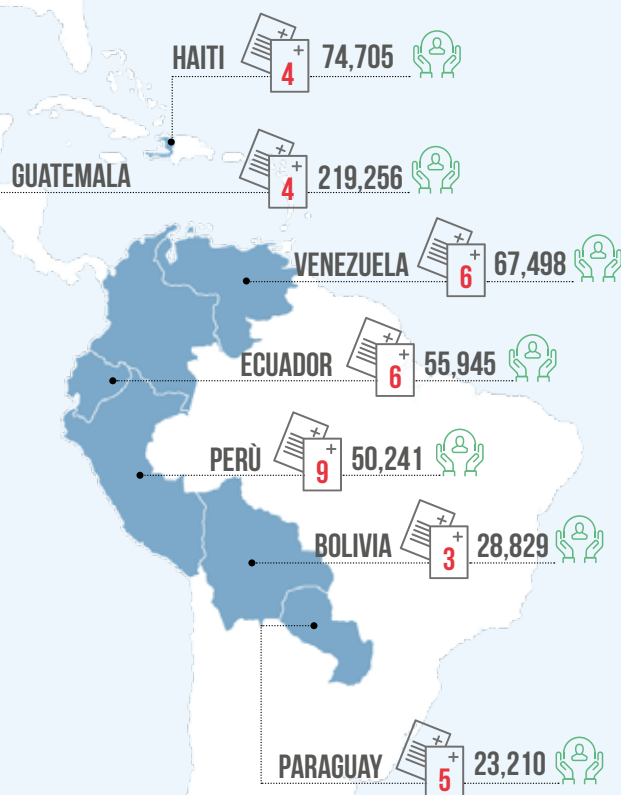 HAITI 4 74,705
GUATEMALA 4 219,256
VENEZUELA 6 67,498
ECUADOR 6 55,945
PERÙ 9 50,241
BOLIVIA 3 28,829
PARAGUAY 5 23,210